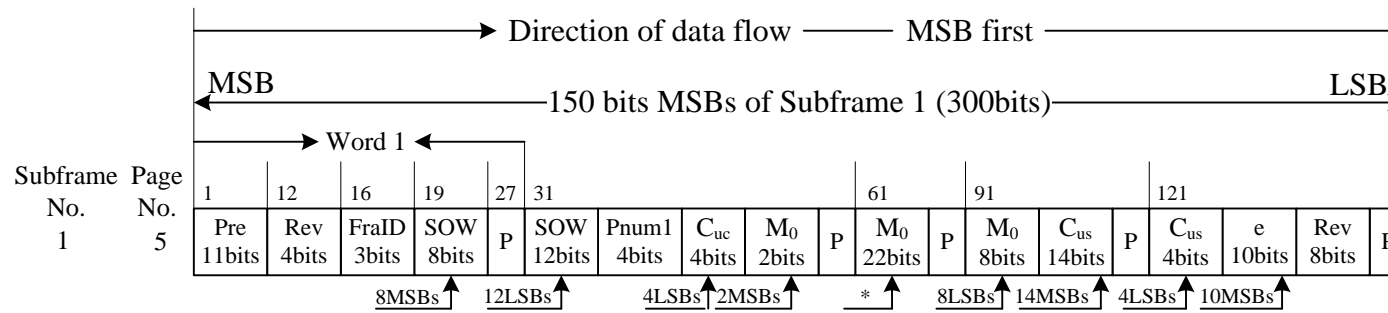 Direction of data flow MSB first
MSB LSB
150 bits MSBs of Subframe 1 (300bits)
Word 1
Subframe No. 1 Page No. 5
1 12 16 19 27 31 61 91 121
Pre 11bits Rev 4bits FraID 3bits SOW 8bits P SOW 12bits Pnum1 4bits Cuc 4bits M0 2bits P M0 22bits P M0 8bits Cus 14bits P Cus 4bits e 10bits Rev 8bits
8MSBs 12LSBs 4LSBs 2MSBs * 8LSBs 14MSBs 4LSBs 10MSBs